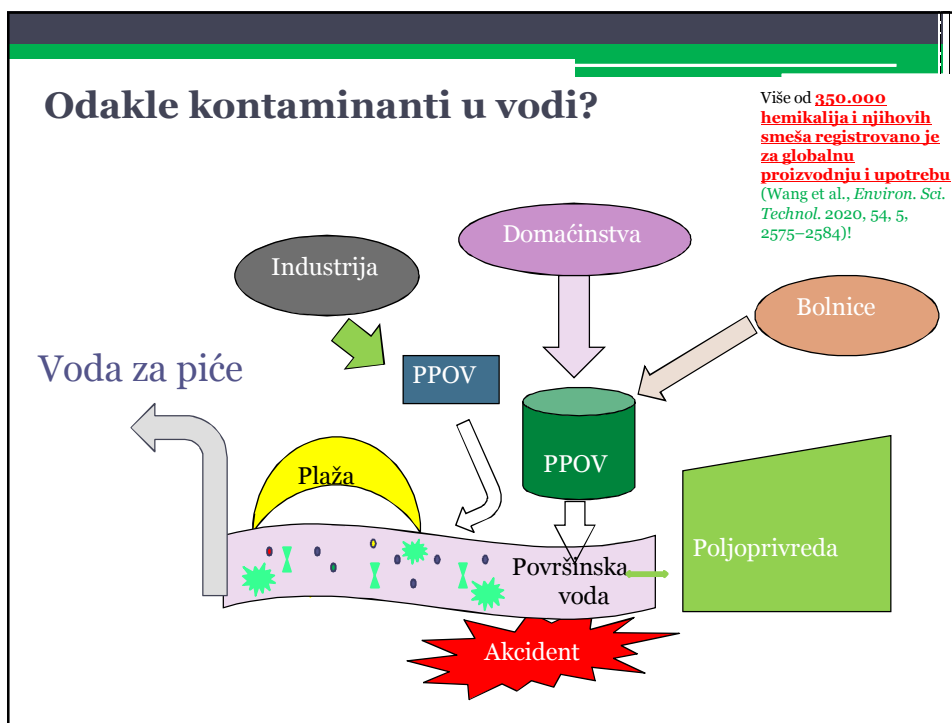 Odakle kontaminanti u vodi?
Više od 350.000
hemikalija i njihovih
smeša registrovano je
za globalnu
proizvodnju i upotrebu
(Wang et al., Environ. Sci.
Technol. 2020, 54, 5,
2575–2584)!
Domaćinstva
Industrija
Bolnice
Voda za piće
PPOV
PPOV
Plaža
Poljoprivreda
Površinska
voda
Akcident